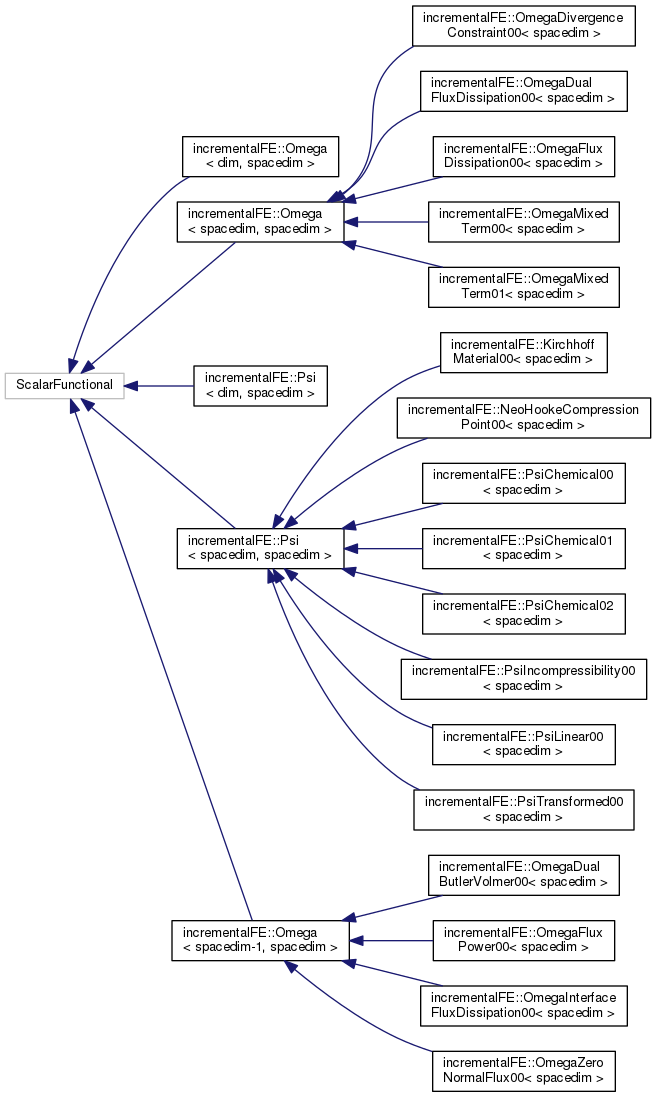 incrementalFE::OmegaDivergence
Constraint00< spacedim >
incrementalFE::OmegaDual
FluxDissipation00< spacedim >
incrementalFE::Omega
< dim, spacedim >
incrementalFE::OmegaFlux
Dissipation00< spacedim >
incrementalFE::Omega
< spacedim, spacedim >
incrementalFE::OmegaMixed
Term00< spacedim >
incrementalFE::OmegaMixed
Term01< spacedim >
incrementalFE::Kirchhoff
Material00< spacedim >
ScalarFunctional
incrementalFE::Psi
< dim, spacedim >
incrementalFE::NeoHookeCompression
Point00< spacedim >
incrementalFE::PsiChemical00
< spacedim >
incrementalFE::Psi
< spacedim, spacedim >
incrementalFE::PsiChemical01
< spacedim >
incrementalFE::PsiChemical02
< spacedim >
incrementalFE::PsiIncompressibility00
< spacedim >
incrementalFE::PsiLinear00
< spacedim >
incrementalFE::PsiTransformed00
< spacedim >
incrementalFE::OmegaDual
ButlerVolmer00< spacedim >
incrementalFE::Omega
< spacedim-1, spacedim >
incrementalFE::OmegaFlux
Power00< spacedim >
incrementalFE::OmegaInterface
FluxDissipation00< spacedim >
incrementalFE::OmegaZero
NormalFlux00< spacedim >